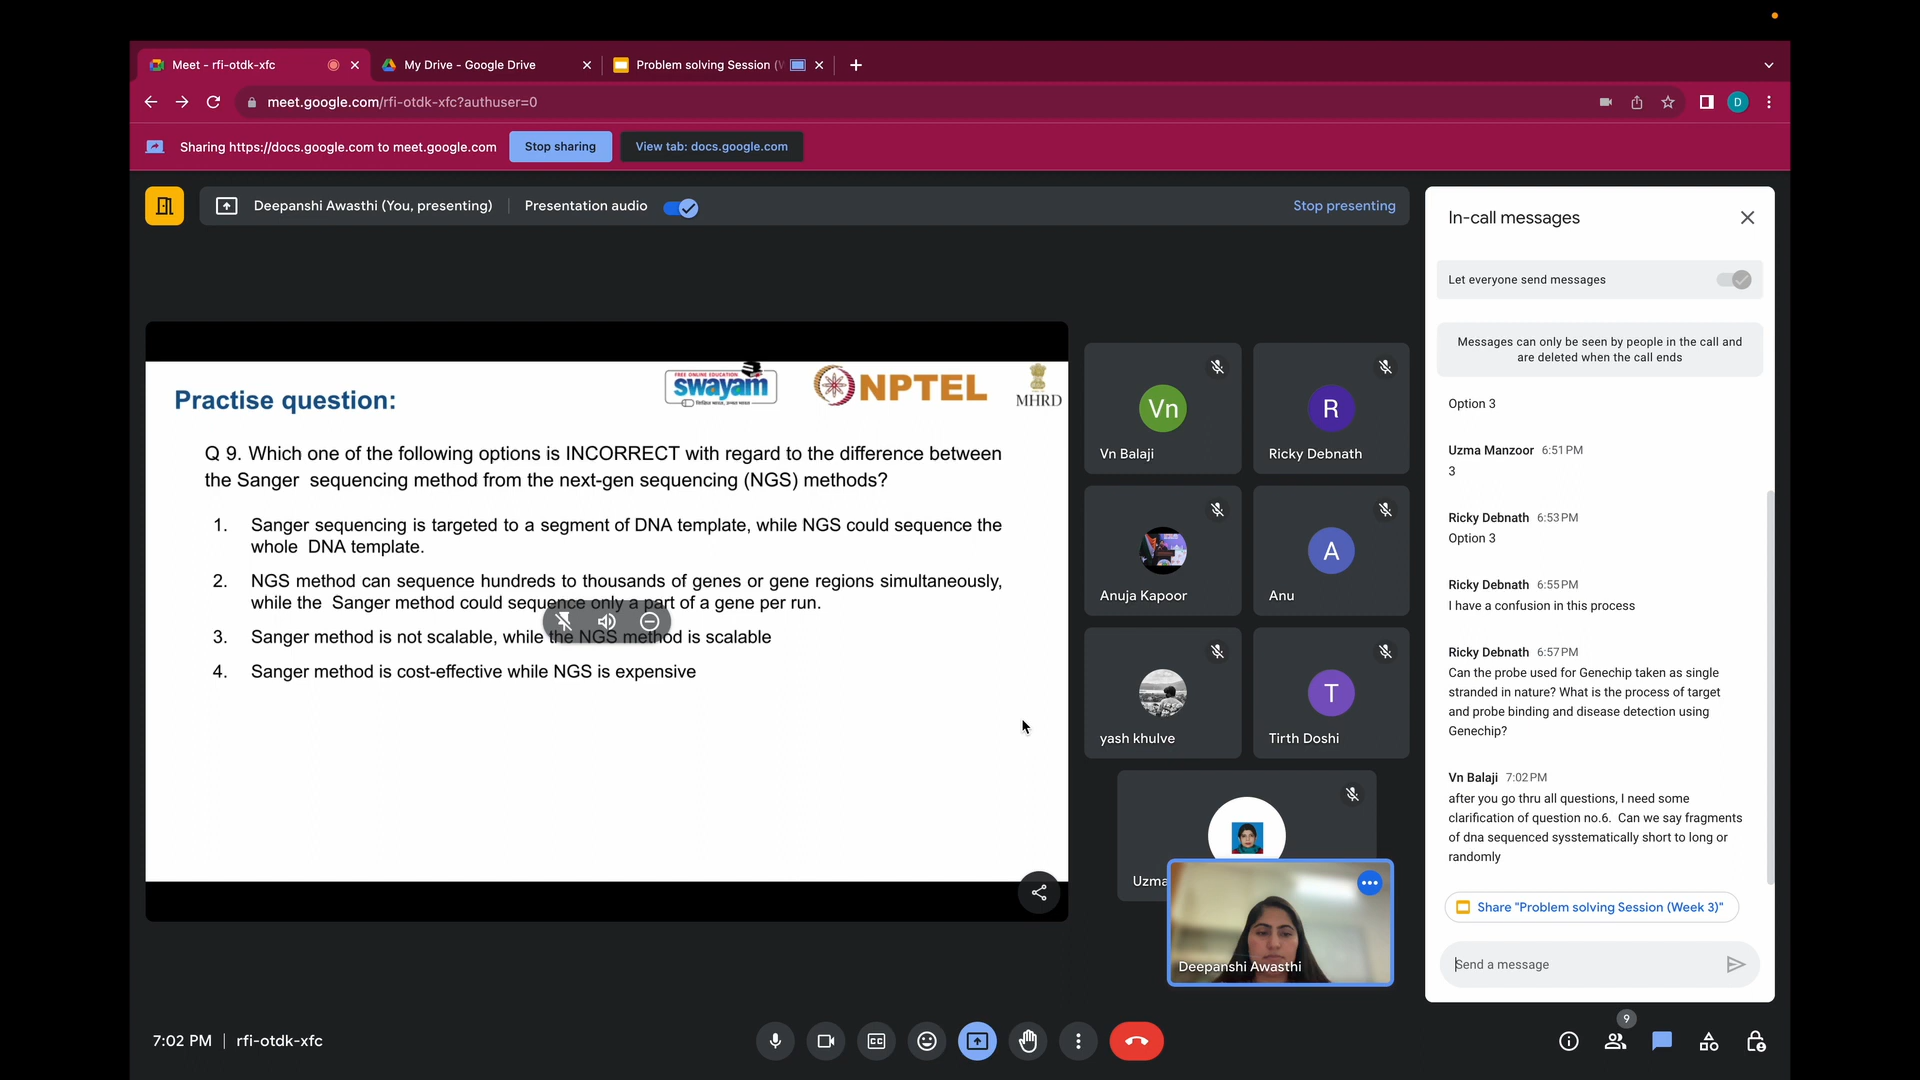 Meet - rfi-otdk-xfc
My Drive - Google Drive
Problem solving Session (
meet.google.com/rfi-otdk-xfc?authuser=0
D
Sharing https://docs.google.com to meet.google.com
Stop sharing
View tab: docs.google.com
Deepanshi Awasthi (You, presenting)
Presentation audio
Stop presenting
Practise question:
FREE ONLINE EDUCATION
swayam
NPTEL
MHRD
Q 9. Which one of the following options is INCORRECT with regard to the difference between
the Sanger sequencing method from the next-gen sequencing (NGS) methods?
1. Sanger sequencing is targeted to a segment of DNA template, while NGS could sequence the
whole DNA template.
2. NGS method can sequence hundreds to thousands of genes or gene regions simultaneously,
while the Sanger method could sequence only a part of a gene per run.
3. Sanger method is not scalable, while the NGS method is scalable
4. Sanger method is cost-effective while NGS is expensive
Vn
Vn Balaji
R
Ricky Debnath
Anuja Kapoor
A
Anu
yash khulve
T
Tirth Doshi
Uzma
Deepanshi Awasthi
In-call messages
Let everyone send messages
Messages can only be seen by people in the call and
are deleted when the call ends
Option 3
Uzma Manzoor 6:51 PM
3
Ricky Debnath 6:53 PM
Option 3
Ricky Debnath 6:55 PM
I have a confusion in this process
Ricky Debnath 6:57 PM
Can the probe used for Genechip taken as single
stranded in nature? What is the process of target
and probe binding and disease detection using
Genechip?
Vn Balaji 7:02 PM
after you go thru all questions, I need some
clarification of question no.6. Can we say fragments
of dna sequenced sysstematically short to long or
randomly
Share "Problem solving Session (Week 3)"
Send a message
7:02 PM | rfi-otdk-xfc
CC
9